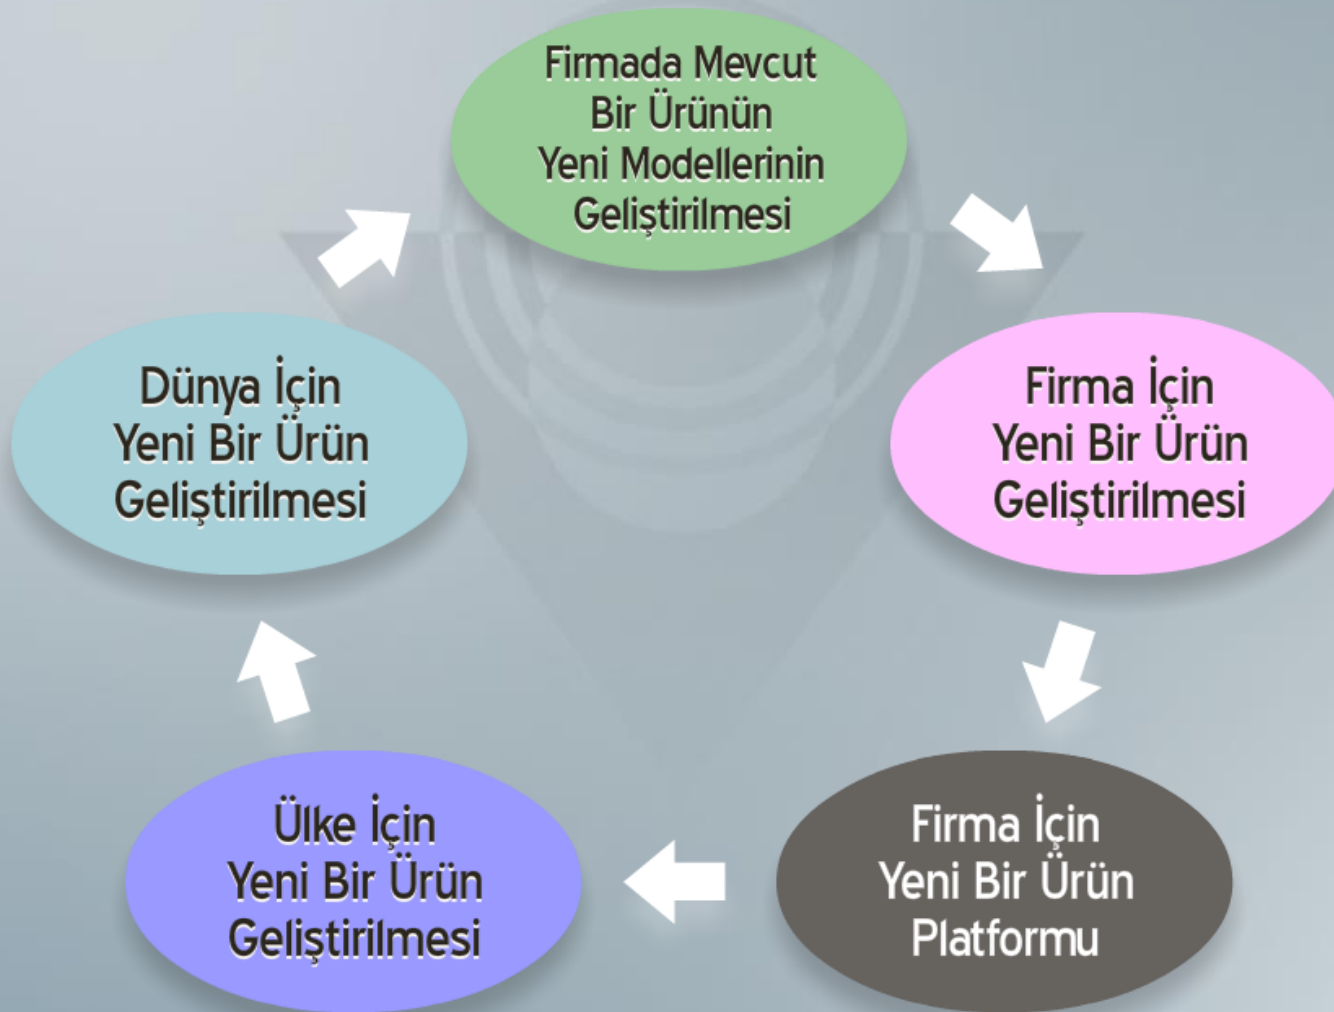 Firmada Mevcut
Bir Ürünün
Yeni Modellerinin
Geliştirilmesi
Firma İçin
Yeni Bir Ürün
Geliştirilmesi
Firma İçin
Yeni Bir Ürün
Platformu
Ülke İçin
Yeni Bir Ürün
Geliştirilmesi
Dünya İçin
Yeni Bir Ürün
Geliştirilmesi